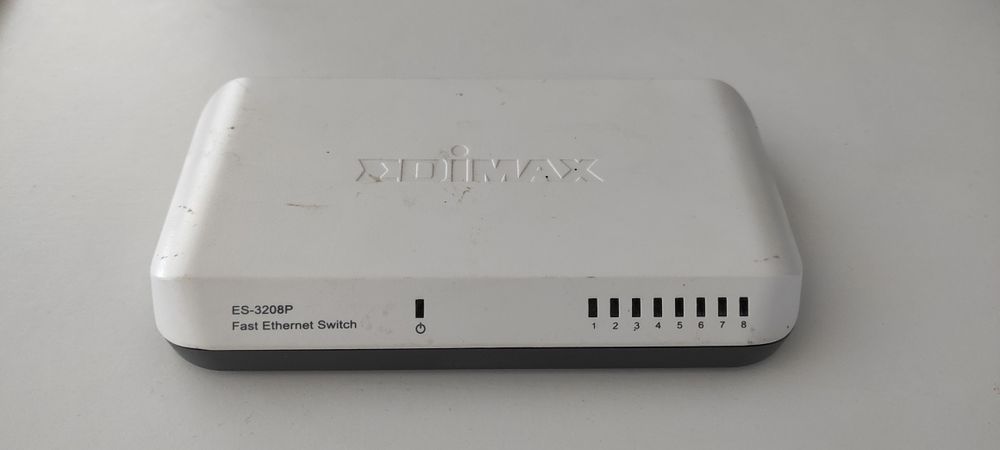 EDiMAX
ES-3208P
Fast Ethernet Switch
1 2 3 4 5 6 7 8